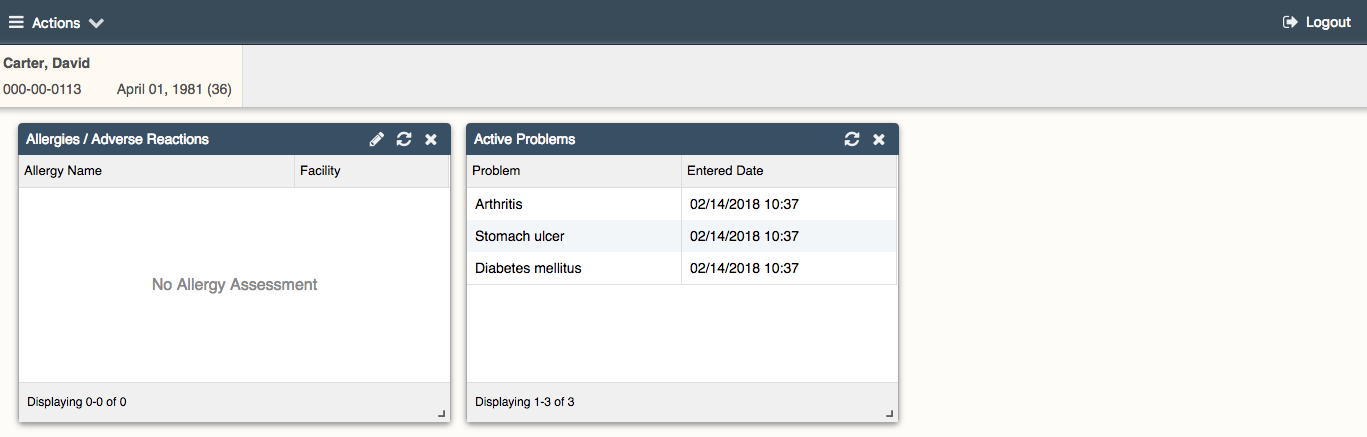 Actions
Logout
Carter, David
000-00-0113 April 01, 1981 (36)
Allergies / Adverse Reactions
Allergy Name Facility
No Allergy Assessment
Displaying 0-0 of 0
Active Problems
Problem Entered Date
Arthritis 02/14/2018 10:37
Stomach ulcer 02/14/2018 10:37
Diabetes mellitus 02/14/2018 10:37
Displaying 1-3 of 3